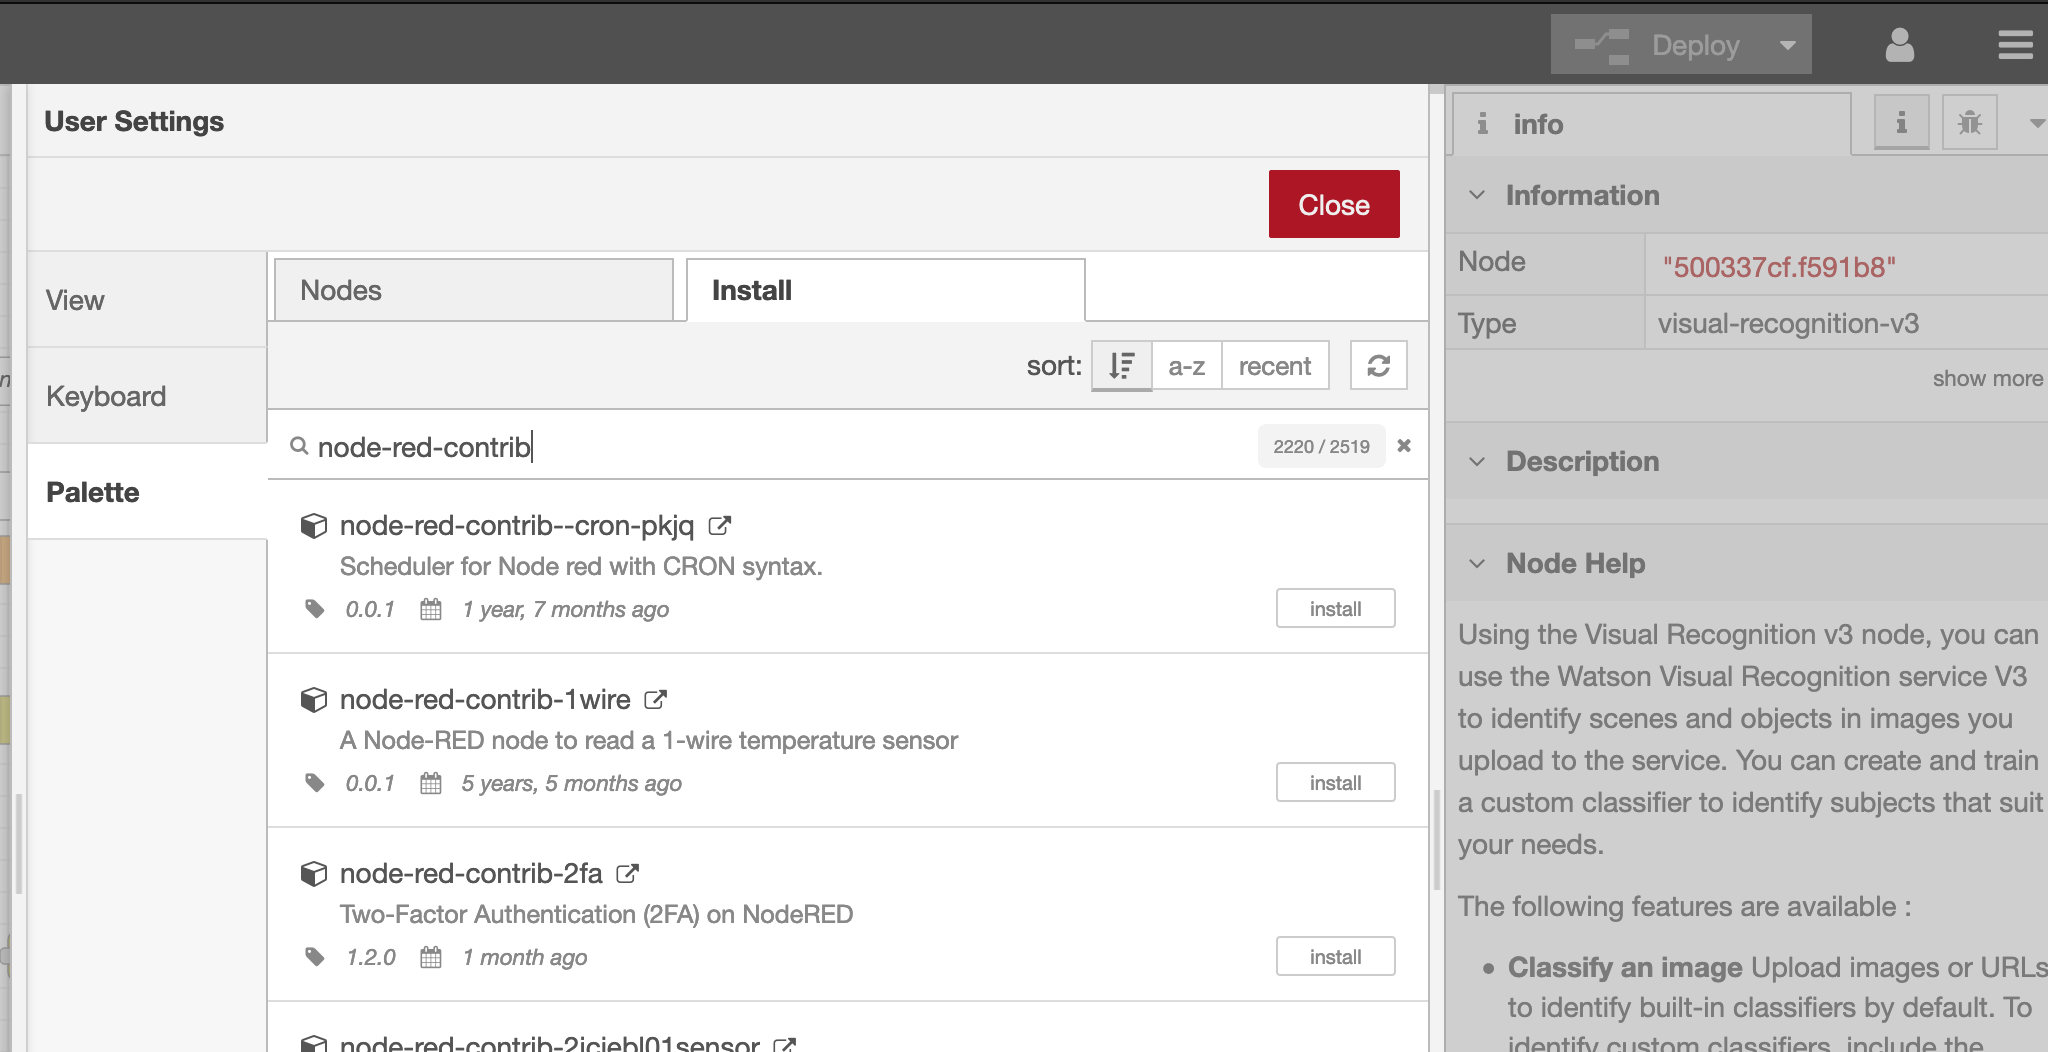 Deploy
User Settings
Close
View
Keyboard
Palette
Nodes
Install
sort:
a-z
recent
node-red-contrib
2220 / 2519
node-red-contrib--cron-pkjq
Scheduler for Node red with CRON syntax.
0.0.1
1 year, 7 months ago
install
node-red-contrib-1wire
A Node-RED node to read a 1-wire temperature sensor
0.0.1
5 years, 5 months ago
install
node-red-contrib-2fa
Two-Factor Authentication (2FA) on NodeRED
1.2.0
1 month ago
install
node-red-contrib-2jciebl01sensor
i info
i
Information
Node
"500337cf.f591b8"
Type
visual-recognition-v3
show more
Description
Node Help
Using the Visual Recognition v3 node, you can
use the Watson Visual Recognition service V3
to identify scenes and objects in images you
upload to the service. You can create and train
a custom classifier to identify subjects that suit
your needs.
The following features are available :
• Classify an image Upload images or URLs
to identify built-in classifiers by default. To
identify custom classifiers, include the